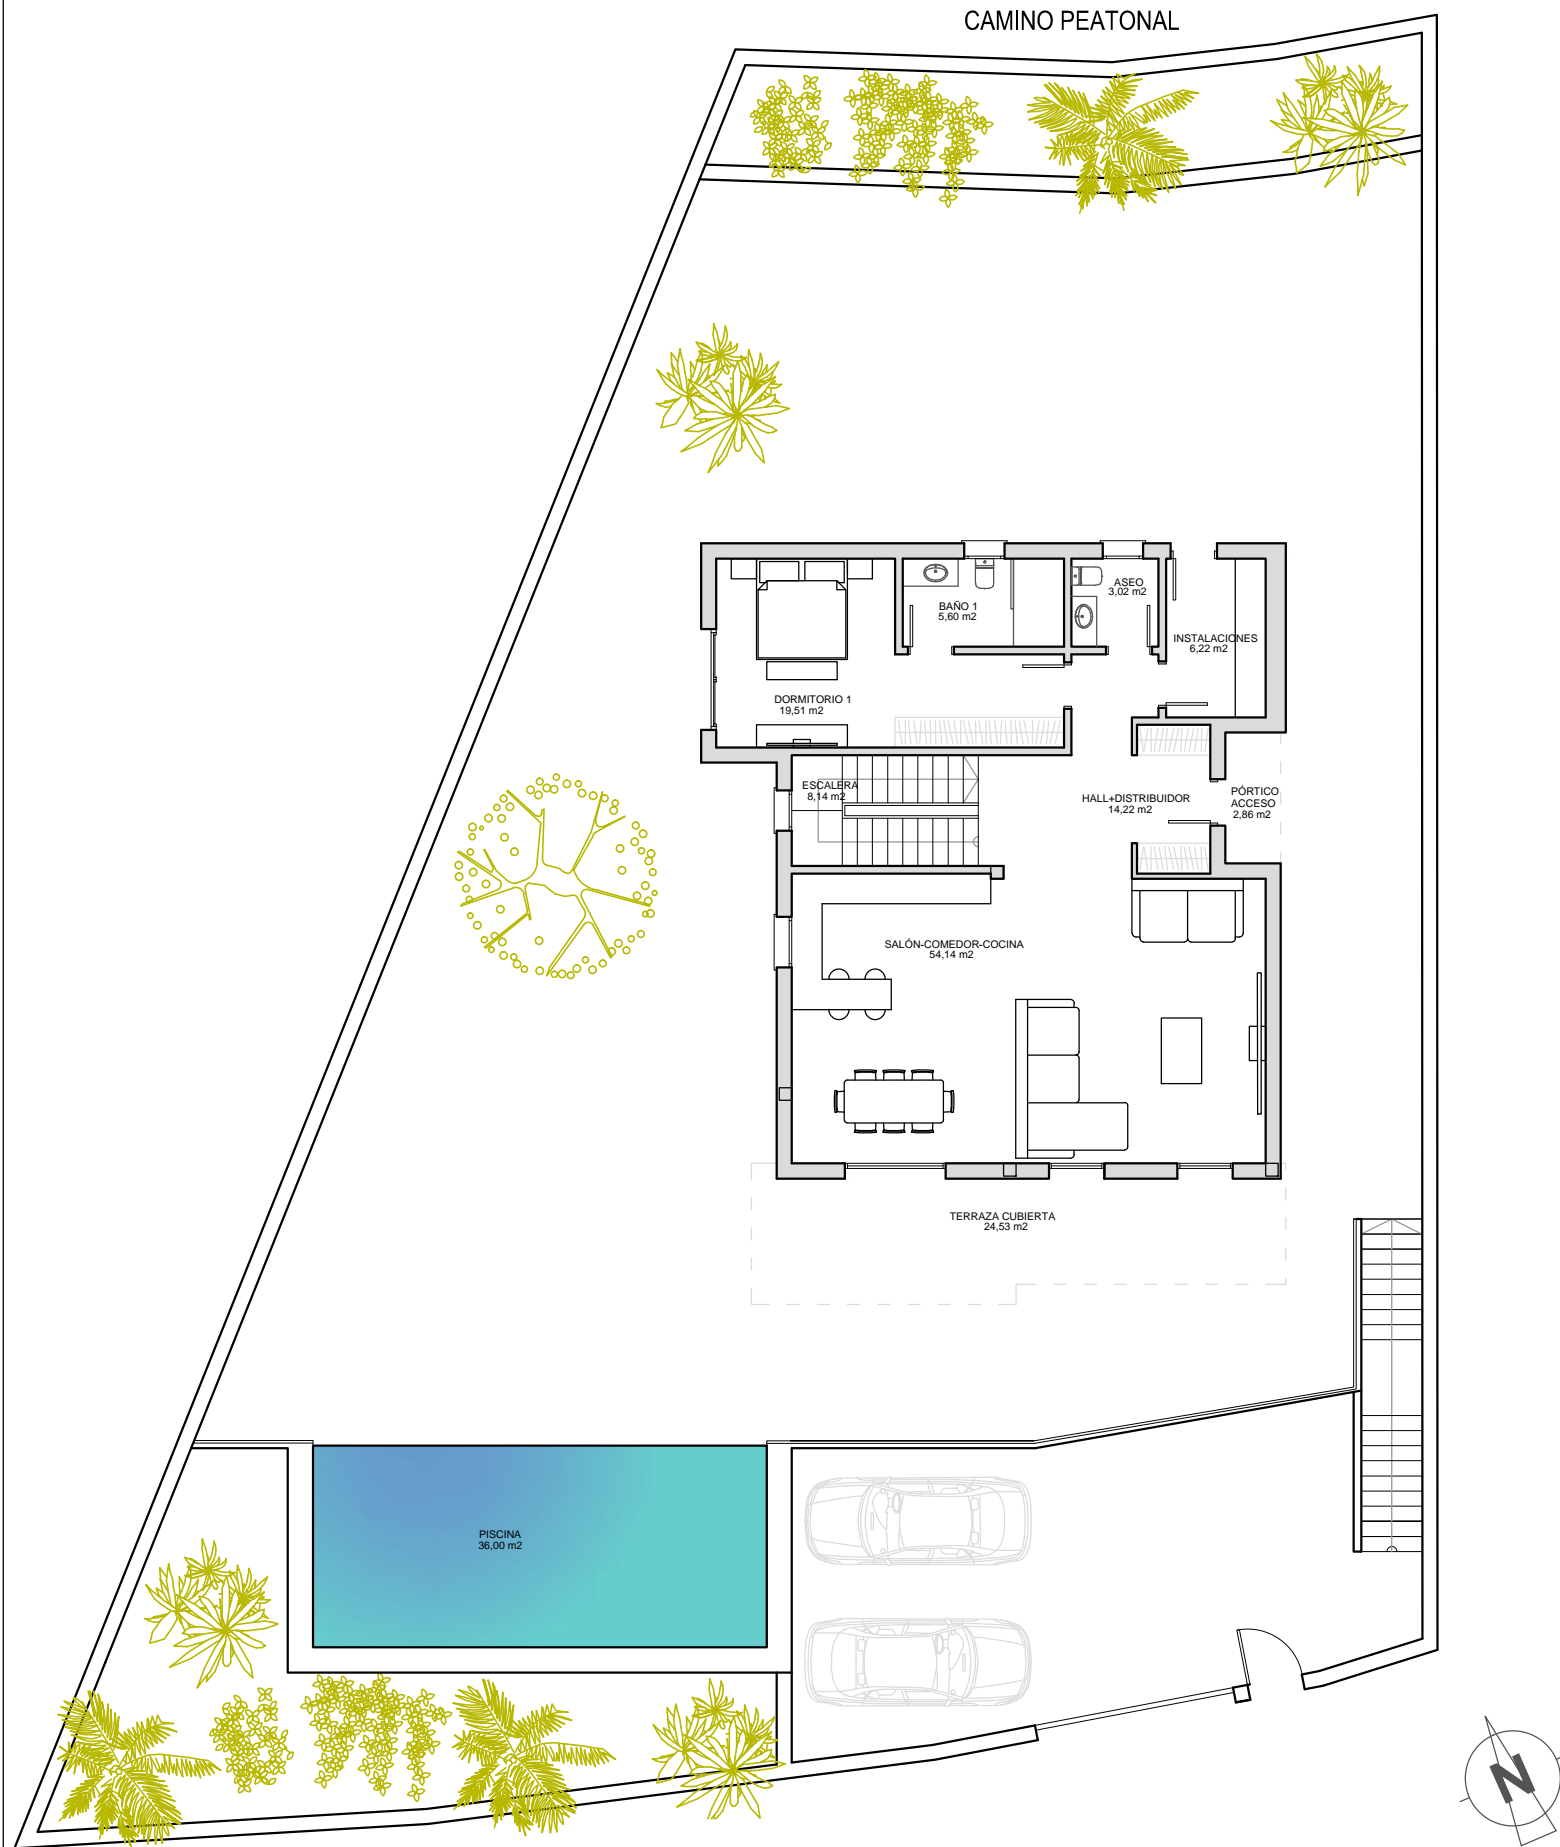 CAMINO PEATONAL
ASEO
3,02 m2
BAÑO 1
5,60 m2
INSTALACIONES
6,22 m2
DORMITORIO 1
19,51 m2
ESCALERA
8,14 m2
HALL+DISTRIBUIDOR
14,22 m2
PÓRTICO
ACCESO
2,86 m2
SALÓN-COMEDOR-COCINA
54,14 m2
TERRAZA CUBIERTA
24,53 m2
PISCINA
36,00 m2
N